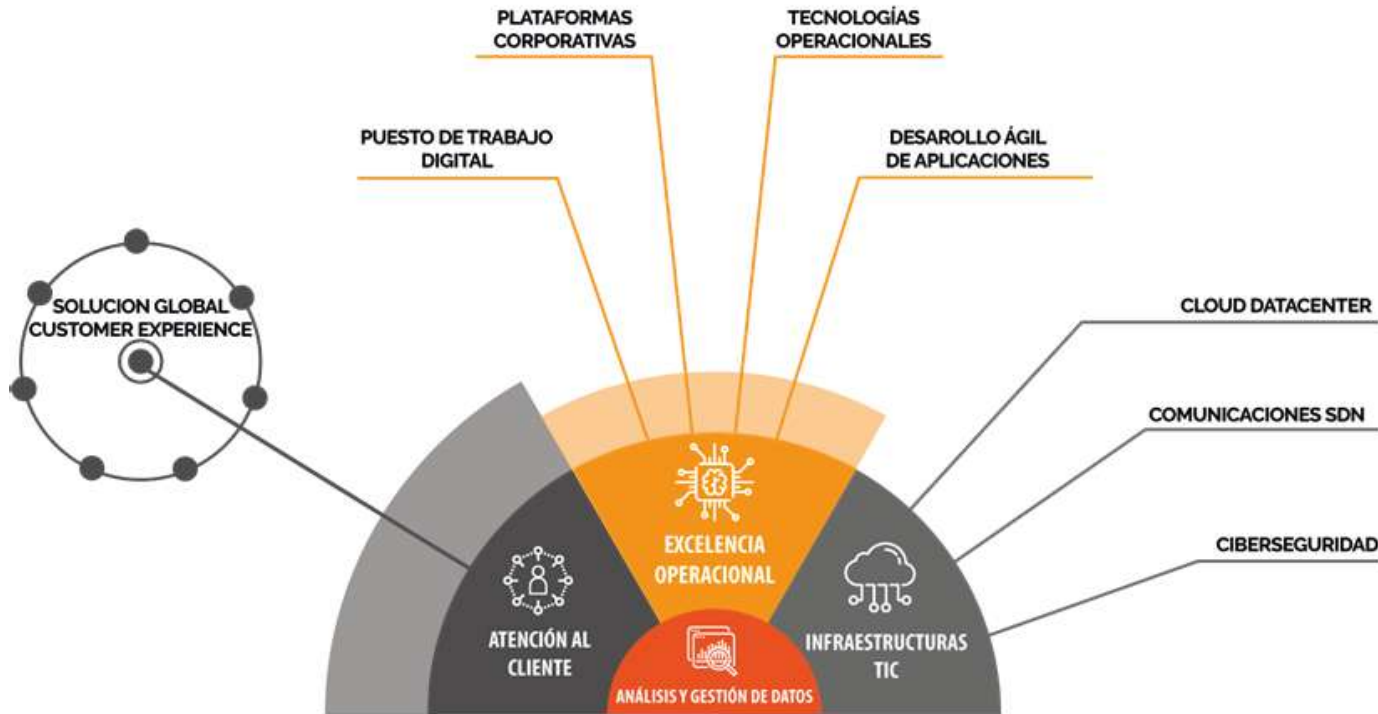 PLATAFORMAS
CORPORATIVAS
TECNOLOGÍAS
OPERACIONALES
PUESTO DE TRABAJO
DIGITAL
DESAROLLO ÁGIL
DE APLICACIONES
SOLUCION GLOBAL
CUSTOMER EXPERIENCE
CLOUD DATACENTER
COMUNICACIONES SDN
CIBERSEGURIDAD
EXCELENCIA
OPERACIONAL
ATENCIÓN AL
CLIENTE
INFRAESTRUCTURAS
TIC
ANÁLISIS Y GESTIÓN DE DATOS